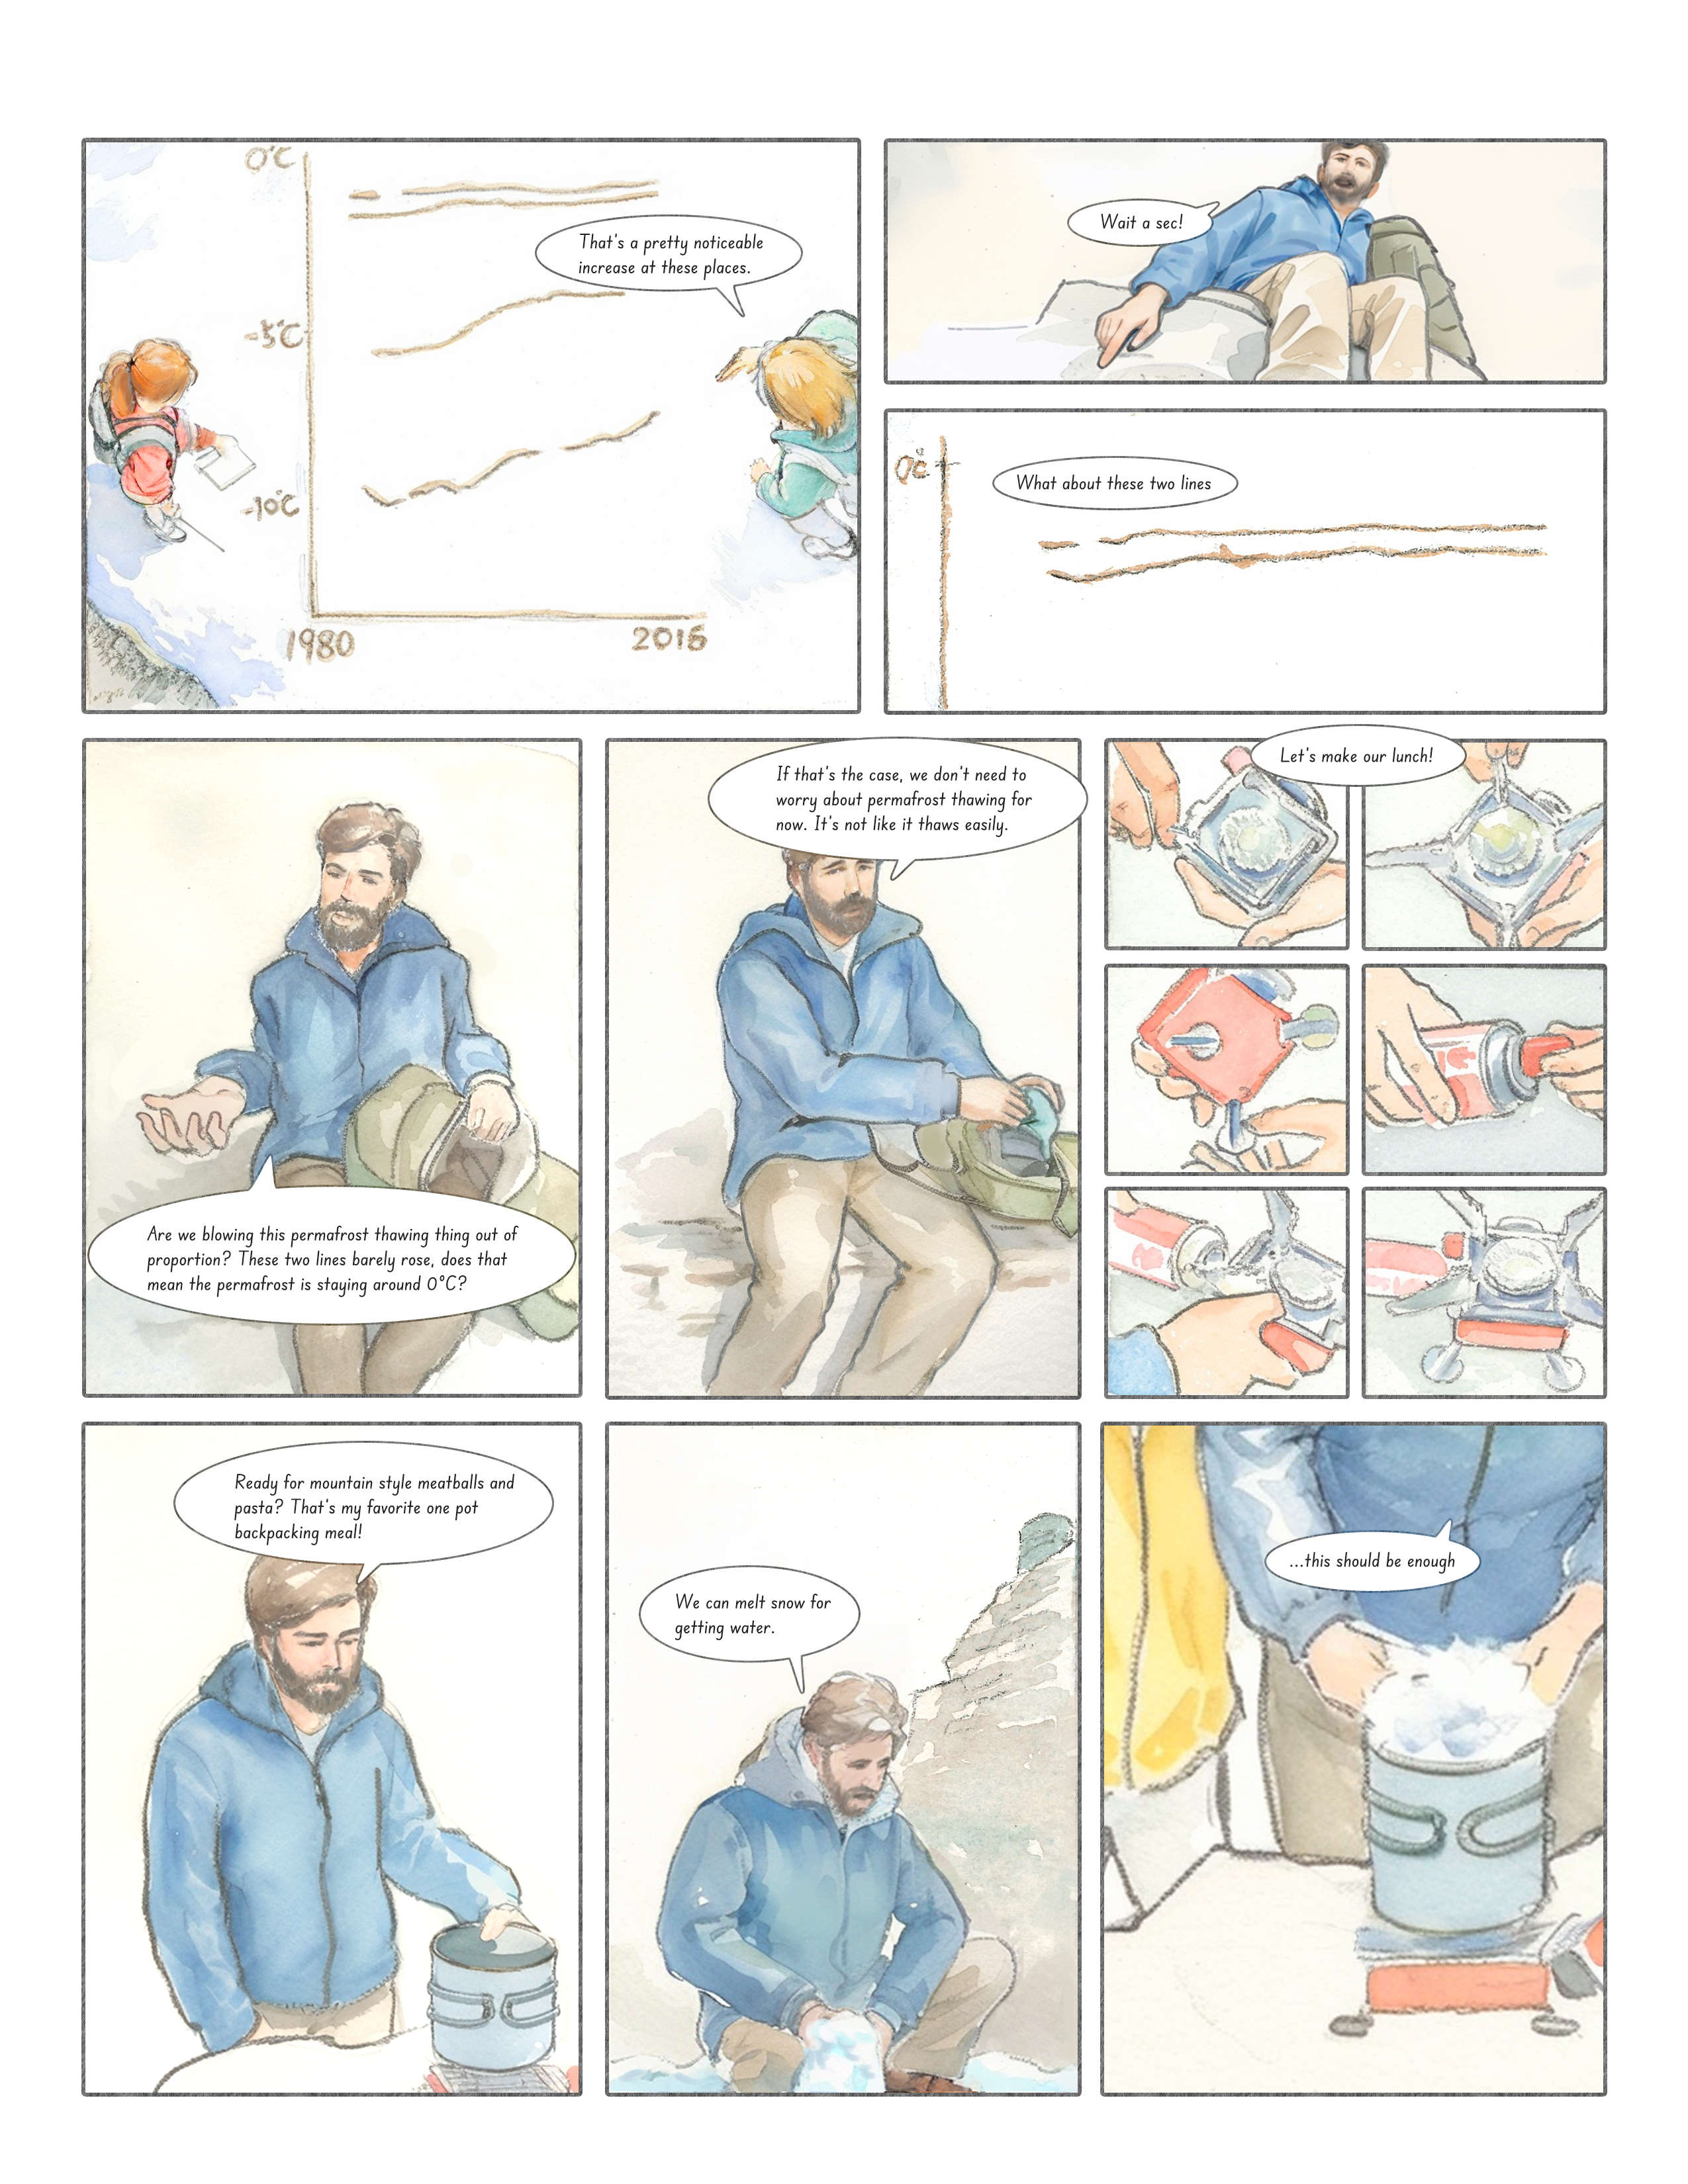 0°C
That's a pretty noticeable
increase at these places.
-5°C
-10°C
1980
2016
Wait a sec!
0°C
What about these two lines
Are we blowing this permafrost thawing thing out of
proportion? These two lines barely rose, does that
mean the permafrost is staying around 0°C?
If that's the case, we don't need to
worry about permafrost thawing for
now. It's not like it thaws easily.
Let's make our lunch!
Ready for mountain style meatballs and
pasta? That's my favorite one pot
backpacking meal!
We can melt snow for
getting water.
...this should be enough